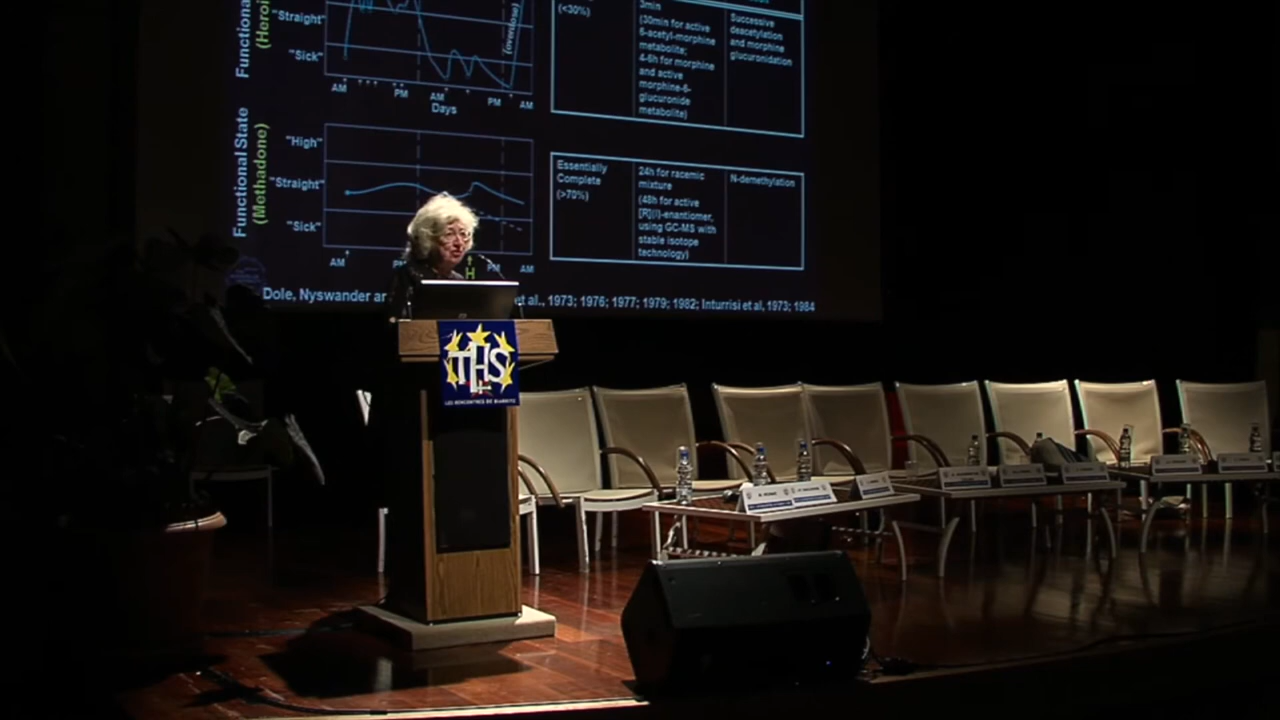 Functional
(Heroi
"Straight"
"Sick"
(overdose)
AM
PM
AM
PM
AM
Days
(<30%)
3min
(30min for active
6-acetyl-morphine
metabolite;
4-6h for morphine
and active
morphine-6-
glucuronide
metabolite)
Successive
deacetylation
and morphine
glucuronidation
Functional State
(Methadone)
"High"
"Straight"
"Sick"
AM
PM
AM
H
Essentially
Complete
(>70%)
24h for racemic
mixture
(48h for active
[R](l)-enantiomer,
using GC-MS with
stable isotope
technology)
N-demethylation
Dole, Nyswander
et al., 1973; 1976; 1977; 1979; 1982; Inturrisi et al, 1973; 1984
THS
LES RENCONTRES DE BIARRITZ